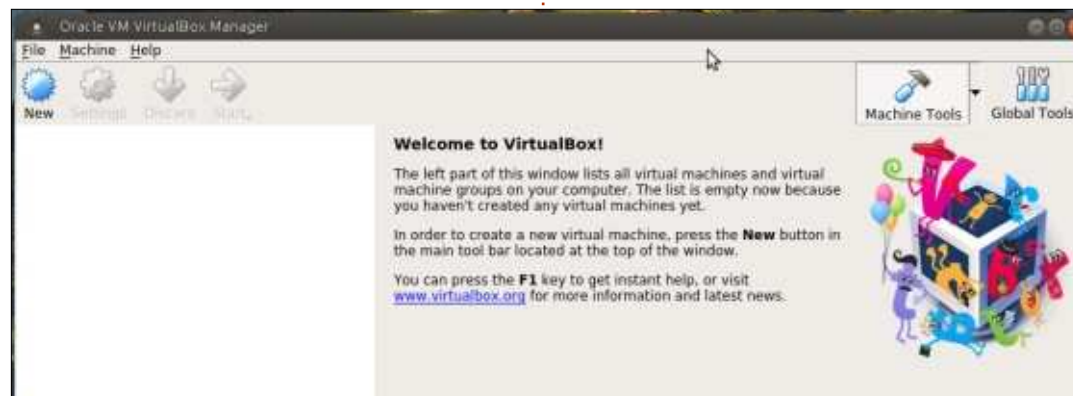 Oracle VM VirtualBox Manager
File Machine Help
New Settings Discard Start
Machine Tools Global Tools
Welcome to VirtualBox!
The left part of this window lists all virtual machines and virtual
machine groups on your computer. The list is empty now because
you haven't created any virtual machines yet.
In order to create a new virtual machine, press the New button in
the main tool bar located at the top of the window.
You can press the F1 key to get instant help, or visit
www.virtualbox.org for more information and latest news.